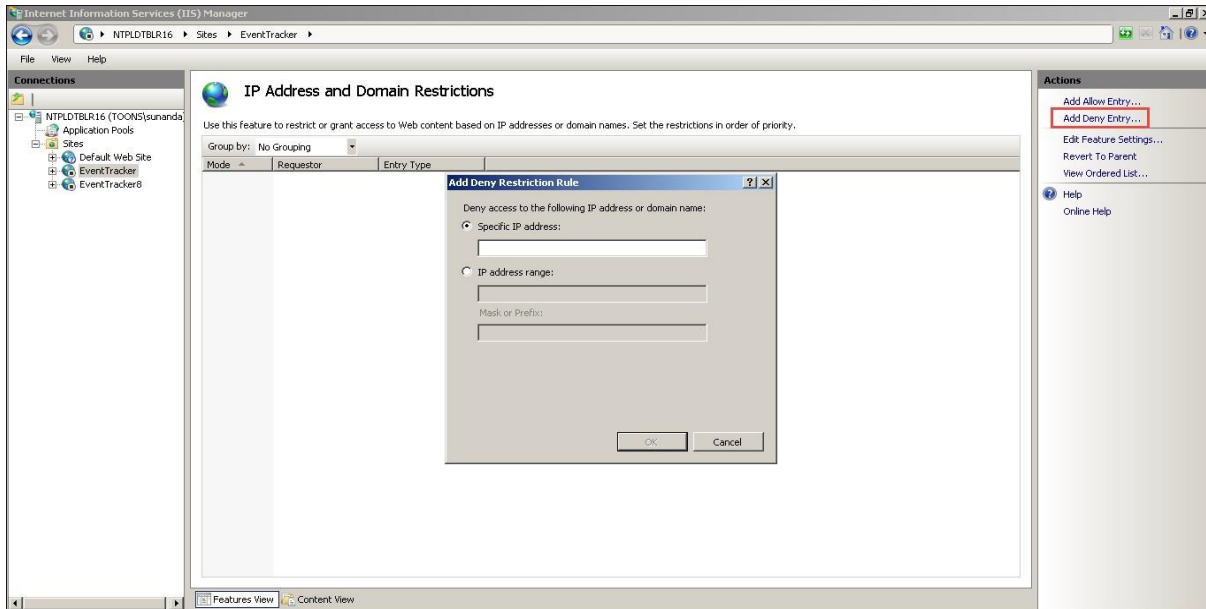 Internet Information Services (IIS) Manager
NTPLDTBLR16 Sites EventTracker
File View Help
Connections
NTPLDTBLR16 (TOONS\sunanda
Application Pools
Sites
Default Web Site
EventTracker
EventTracker8
IP Address and Domain Restrictions
Use this feature to restrict or grant access to Web content based on IP addresses or domain names. Set the restrictions in order of priority.
Group by: No Grouping
Mode Requestor Entry Type
Add Deny Restriction Rule
Deny access to the following IP address or domain name:
Specific IP address:
IP address range:
Mask or Prefix:
OK Cancel
Features View Content View
Actions
Add Allow Entry...
Add Deny Entry...
Edit Feature Settings...
Revert To Parent
View Ordered List...
Help
Online Help